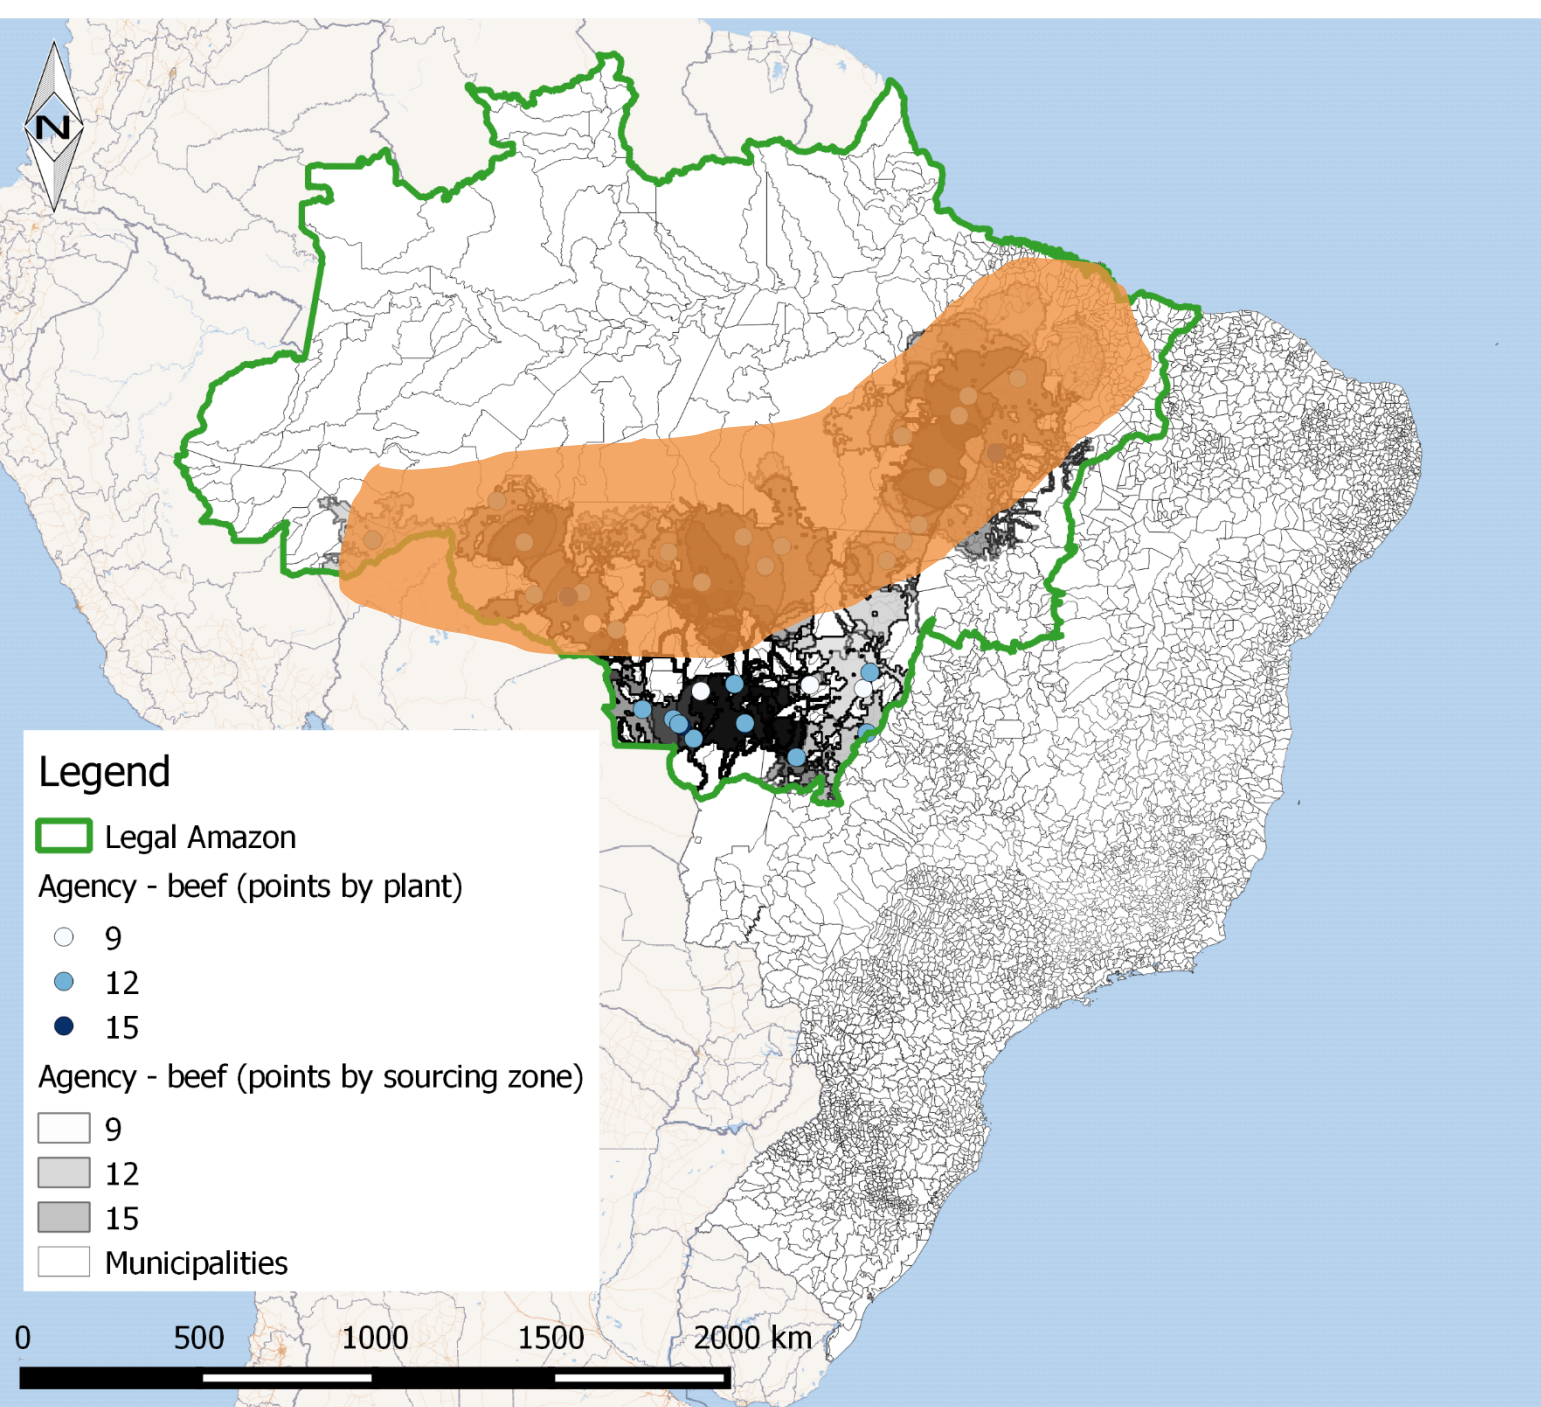 N
Legend
Legal Amazon
Agency - beef (points by plant)
9
12
15
Agency - beef (points by sourcing zone)
9
12
15
Municipalities
0 500 1000 1500 2000 km